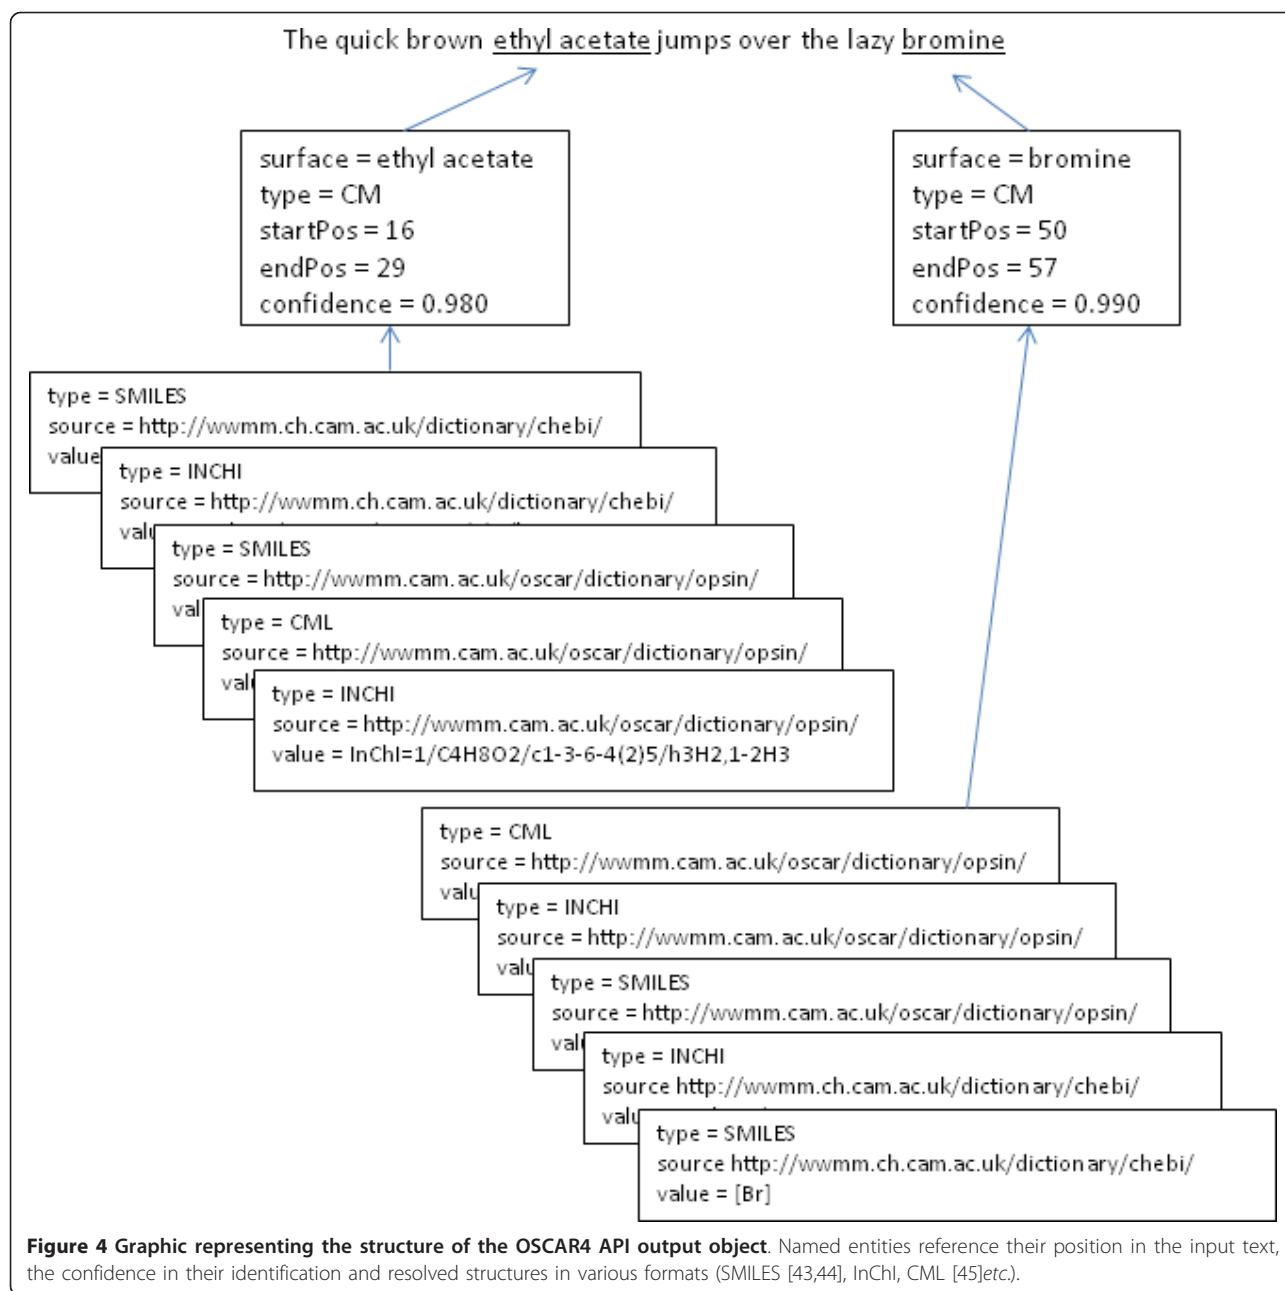 The quick brown ethyl acetate jumps over the lazy bromine
surface = ethyl acetate
type = CM
startPos = 16
endPos = 29
confidence = 0.980
surface = bromine
type = CM
startPos = 50
endPos = 57
confidence = 0.990
type = SMILES
source = http://wwmm.ch.cam.ac.uk/dictionary/chebi/
value
type = INCHI
source = http://wwmm.ch.cam.ac.uk/dictionary/chebi/
valu
type = SMILES
source = http://wwmm.cam.ac.uk/oscar/dictionary/opsin/
val
type = CML
source = http://wwmm.cam.ac.uk/oscar/dictionary/opsin/
valu
type = INCHI
source = http://wwmm.cam.ac.uk/oscar/dictionary/opsin/
value = InChI=1/C4H8O2/c1-3-6-4(2)5/h3H2,1-2H3
type = CML
source = http://wwmm.cam.ac.uk/oscar/dictionary/opsin/
valu
type = INCHI
source = http://wwmm.cam.ac.uk/oscar/dictionary/opsin/
valu
type = SMILES
source = http://wwmm.cam.ac.uk/oscar/dictionary/opsin/
valu
type = INCHI
source http://wwmm.ch.cam.ac.uk/dictionary/chebi/
valu
type = SMILES
source http://wwmm.ch.cam.ac.uk/dictionary/chebi/
value = [Br]
Figure 4 Graphic representing the structure of the OSCAR4 API output object. Named entities reference their position in the input text,
the confidence in their identification and resolved structures in various formats (SMILES [43,44], InChI, CML [45]etc.).